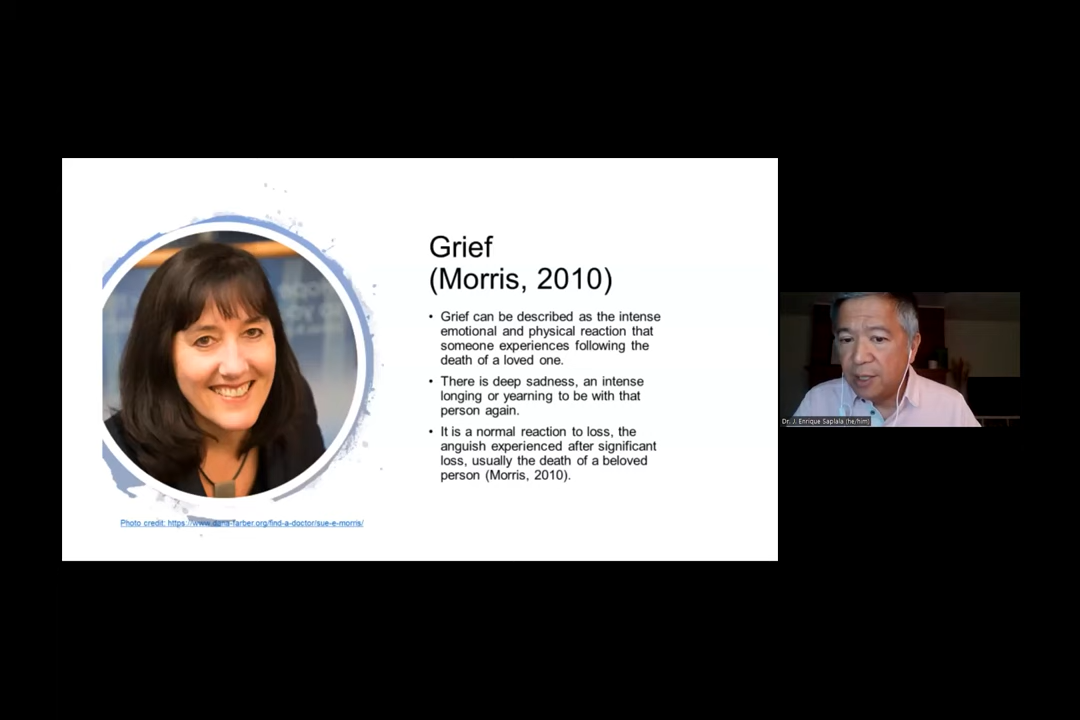 Grief
(Morris, 2010)
• Grief can be described as the intense
emotional and physical reaction that
someone experiences following the
death of a loved one.
• There is deep sadness, an intense
longing or yearning to be with that
person again.
• It is a normal reaction to loss, the
anguish experienced after significant
loss, usually the death of a beloved
person (Morris, 2010).
Photo credit: https://www.dana-farber.org/find-a-doctor/sue-e-morris/
Dr. J. Enrique Saplala (he/him)